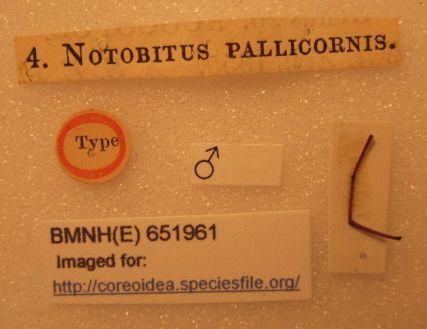 4. NOTOBITUS PALLICORNIS.
Type
♂
BMNH(E) 651961
Imaged for:
http://coreoidea.speciesfile.org/